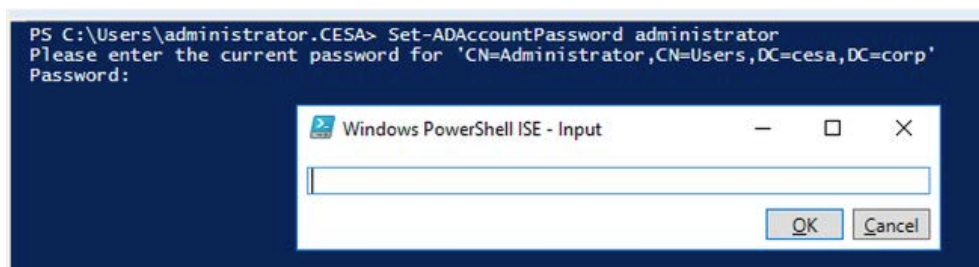 PS C:\Users\administrator.CESA> Set-ADAccountPassword administrator
Please enter the current password for 'CN=Administrator,CN=Users,DC=cesa,DC=corp'
Password:
Windows PowerShell ISE - Input
OK Cancel